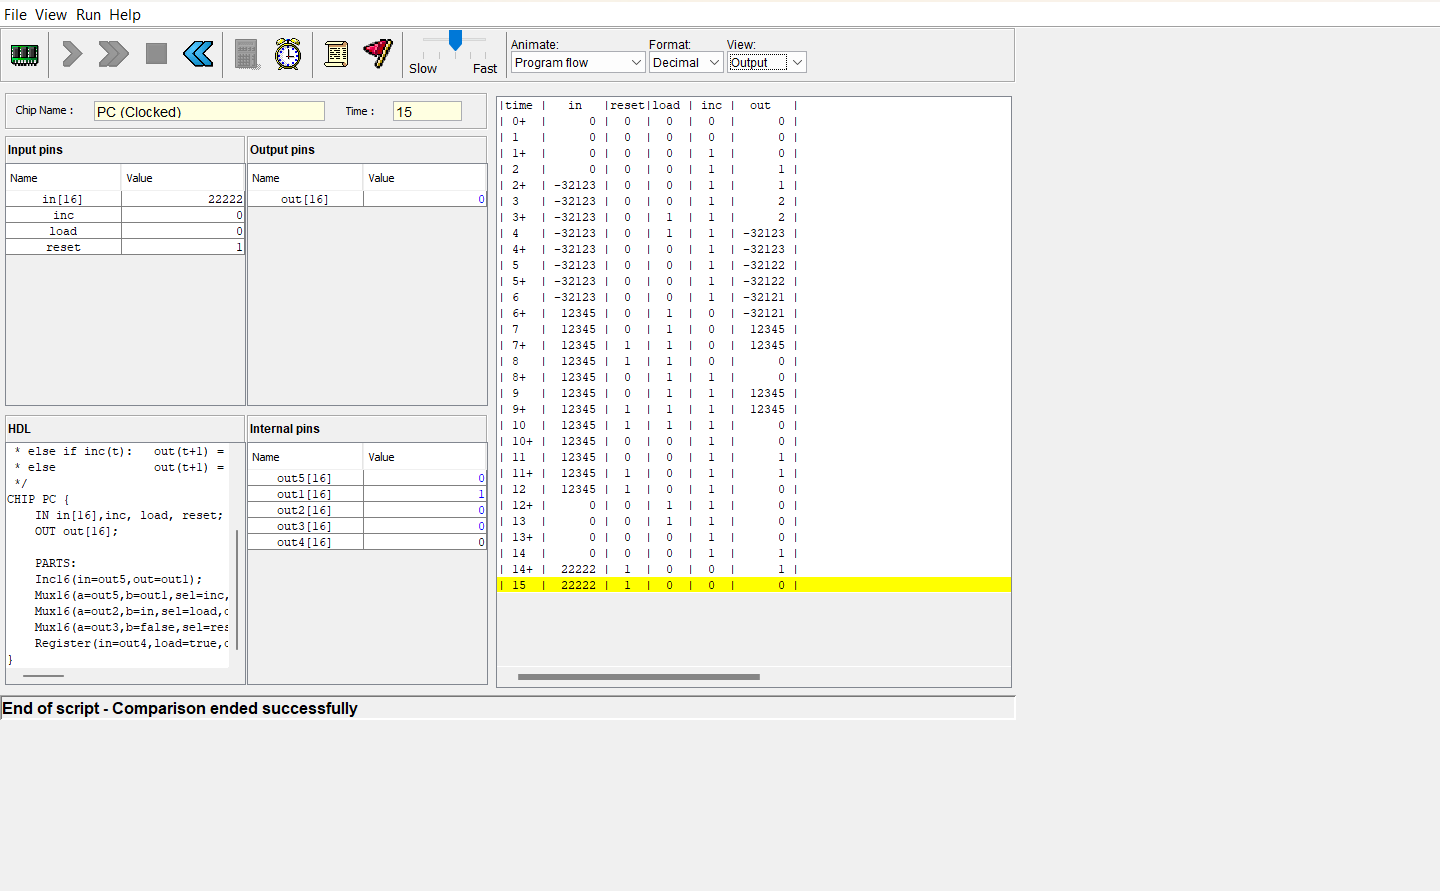 File View Run Help
Slow Fast
Animate:
Program flow
Format:
Decimal
View:
Output
Chip Name : PC (Clocked) Time : 15
Input pins
Name Value
in[16] 22222
inc 0
load 0
reset 1
Output pins
Name Value
out[16] 0
HDL
* else if inc(t): out(t+1) =
* else out(t+1) =
*/
CHIP PC {
IN in[16],inc, load, reset;
OUT out[16];
PARTS:
Inc16(in=out5,out=out1);
Mux16(a=out5,b=out1,sel=inc,
Mux16(a=out2,b=in,sel=load,
Mux16(a=out3,b=false,sel=res
Register(in=out4,load=true,
}
Internal pins
Name Value
out5[16] 0
out1[16] 1
out2[16] 0
out3[16] 0
out4[16] 0
|time | in |reset|load | inc | out |
| 0+ | 0 | 0 | 0 | 0 | 0 |
| 1 | 0 | 0 | 0 | 0 | 0 |
| 1+ | 0 | 0 | 0 | 1 | 0 |
| 2 | 0 | 0 | 0 | 1 | 1 |
| 2+ | -32123 | 0 | 0 | 1 | 1 |
| 3 | -32123 | 0 | 0 | 1 | 2 |
| 3+ | -32123 | 0 | 1 | 1 | 2 |
| 4 | -32123 | 0 | 1 | 1 | -32123 |
| 4+ | -32123 | 0 | 0 | 1 | -32123 |
| 5 | -32123 | 0 | 0 | 1 | -32122 |
| 5+ | -32123 | 0 | 0 | 1 | -32122 |
| 6 | -32123 | 0 | 0 | 1 | -32121 |
| 6+ | 12345 | 0 | 1 | 0 | -32121 |
| 7 | 12345 | 0 | 1 | 0 | 12345 |
| 7+ | 12345 | 1 | 1 | 0 | 12345 |
| 8 | 12345 | 1 | 1 | 0 | 0 |
| 8+ | 12345 | 0 | 1 | 1 | 0 |
| 9 | 12345 | 0 | 1 | 1 | 12345 |
| 9+ | 12345 | 1 | 1 | 1 | 12345 |
| 10 | 12345 | 1 | 1 | 1 | 0 |
| 10+ | 12345 | 0 | 0 | 1 | 0 |
| 11 | 12345 | 0 | 0 | 1 | 1 |
| 11+ | 12345 | 1 | 0 | 1 | 1 |
| 12 | 12345 | 1 | 0 | 1 | 0 |
| 12+ | 0 | 0 | 1 | 1 | 0 |
| 13 | 0 | 0 | 1 | 1 | 0 |
| 13+ | 0 | 0 | 0 | 1 | 0 |
| 14 | 0 | 0 | 0 | 1 | 1 |
| 14+ | 22222 | 1 | 0 | 0 | 1 |
| 15 | 22222 | 1 | 0 | 0 | 0 |
End of script - Comparison ended successfully